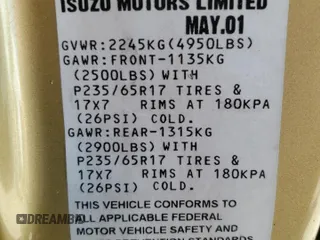 ISUZU MOTORS LIMITED
MAY.01
GVWR:2245KG(4950LBS)
GAWR:FRONT-1135KG
(2500LBS) WITH
P235/65R17 TIRES &
17X7 RIMS AT 180KPA
(26PSI) COLD.
GAWR:REAR-1315KG
(2900LBS) WITH
P235/65R17 TIRES &
17X7 RIMS AT 180KPA
(26PSI) COLD.
THIS VEHICLE CONFORMS TO
ALL APPLICABLE FEDERAL
MOTOR VEHICLE SAFETY AND
PREVENTION STANDARDS